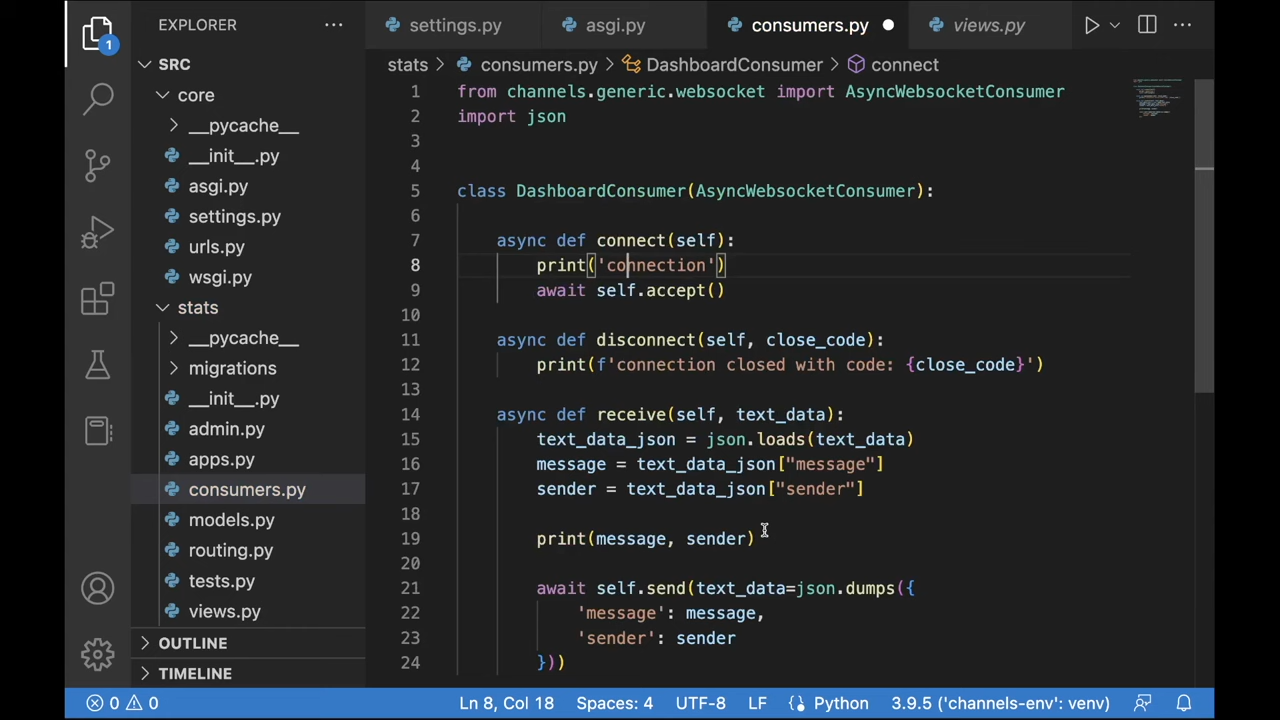 EXPLORER
settings.py
asgi.py
consumers.py
views.py
1
SRC
core
__pycache__
__init__.py
asgi.py
settings.py
urls.py
wsgi.py
stats
__pycache__
migrations
__init__.py
admin.py
apps.py
consumers.py
models.py
routing.py
tests.py
views.py
OUTLINE
TIMELINE
stats > consumers.py > DashboardConsumer > connect
1 from channels.generic.websocket import AsyncWebsocketConsumer
2 import json
3
4
5 class DashboardConsumer(AsyncWebsocketConsumer):
6
7 async def connect(self):
8 print('connection')
9 await self.accept()
10
11 async def disconnect(self, close_code):
12 print(f'connection closed with code: {close_code}')
13
14 async def receive(self, text_data):
15 text_data_json = json.loads(text_data)
16 message = text_data_json["message"]
17 sender = text_data_json["sender"]
18
19 print(message, sender)
20
21 await self.send(text_data=json.dumps({
22 'message': message,
23 'sender': sender
24 }))
0 0 Ln 8, Col 18 Spaces: 4 UTF-8 LF Python 3.9.5 ('channels-env': venv)